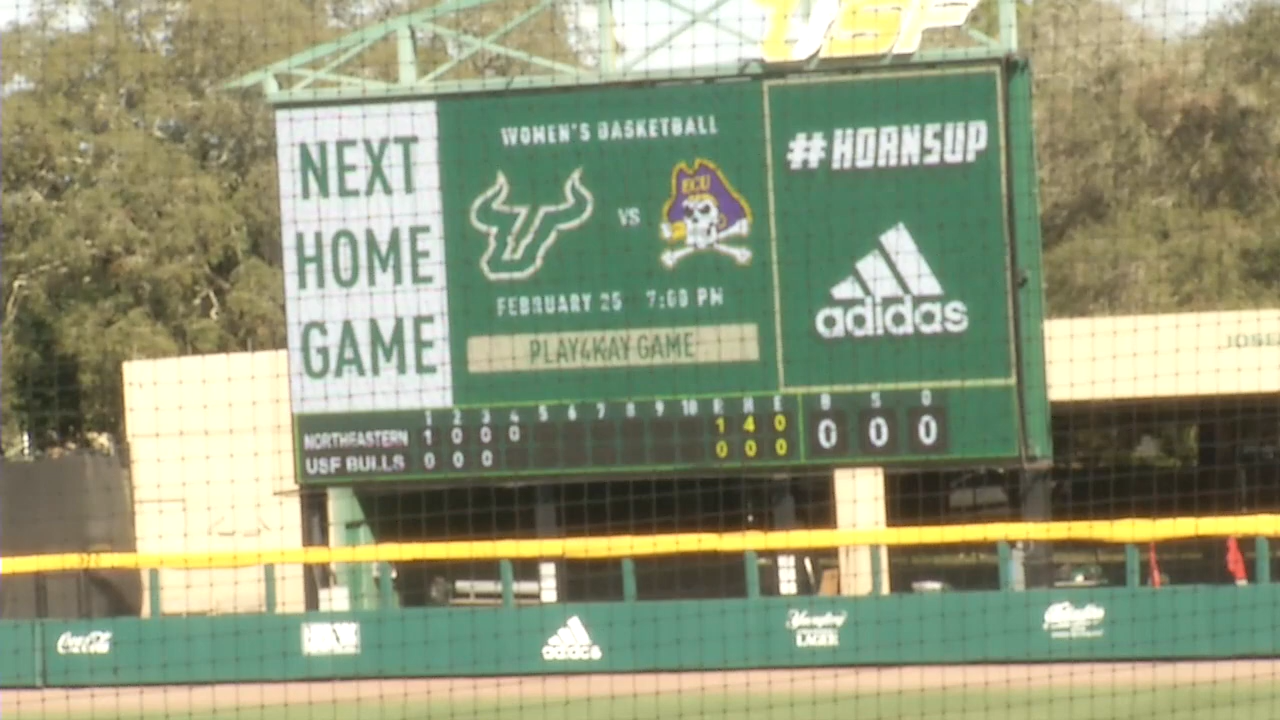 USF
NEXT
HOME
GAME
WOMEN'S BASKETBALL
VS
ECU
FEBRUARY 25 7:00 PM
PLAY4KAY GAME
#HORNSUP
adidas
1 2 3 4 5 6 7 8 9 10 R H E B S O
NORTHEASTERN 1 0 0 0 1 4 0 0 0 0
USF BULLS 0 0 0 0 0 0
Coca-Cola
adidas
Yuengling
LAGER